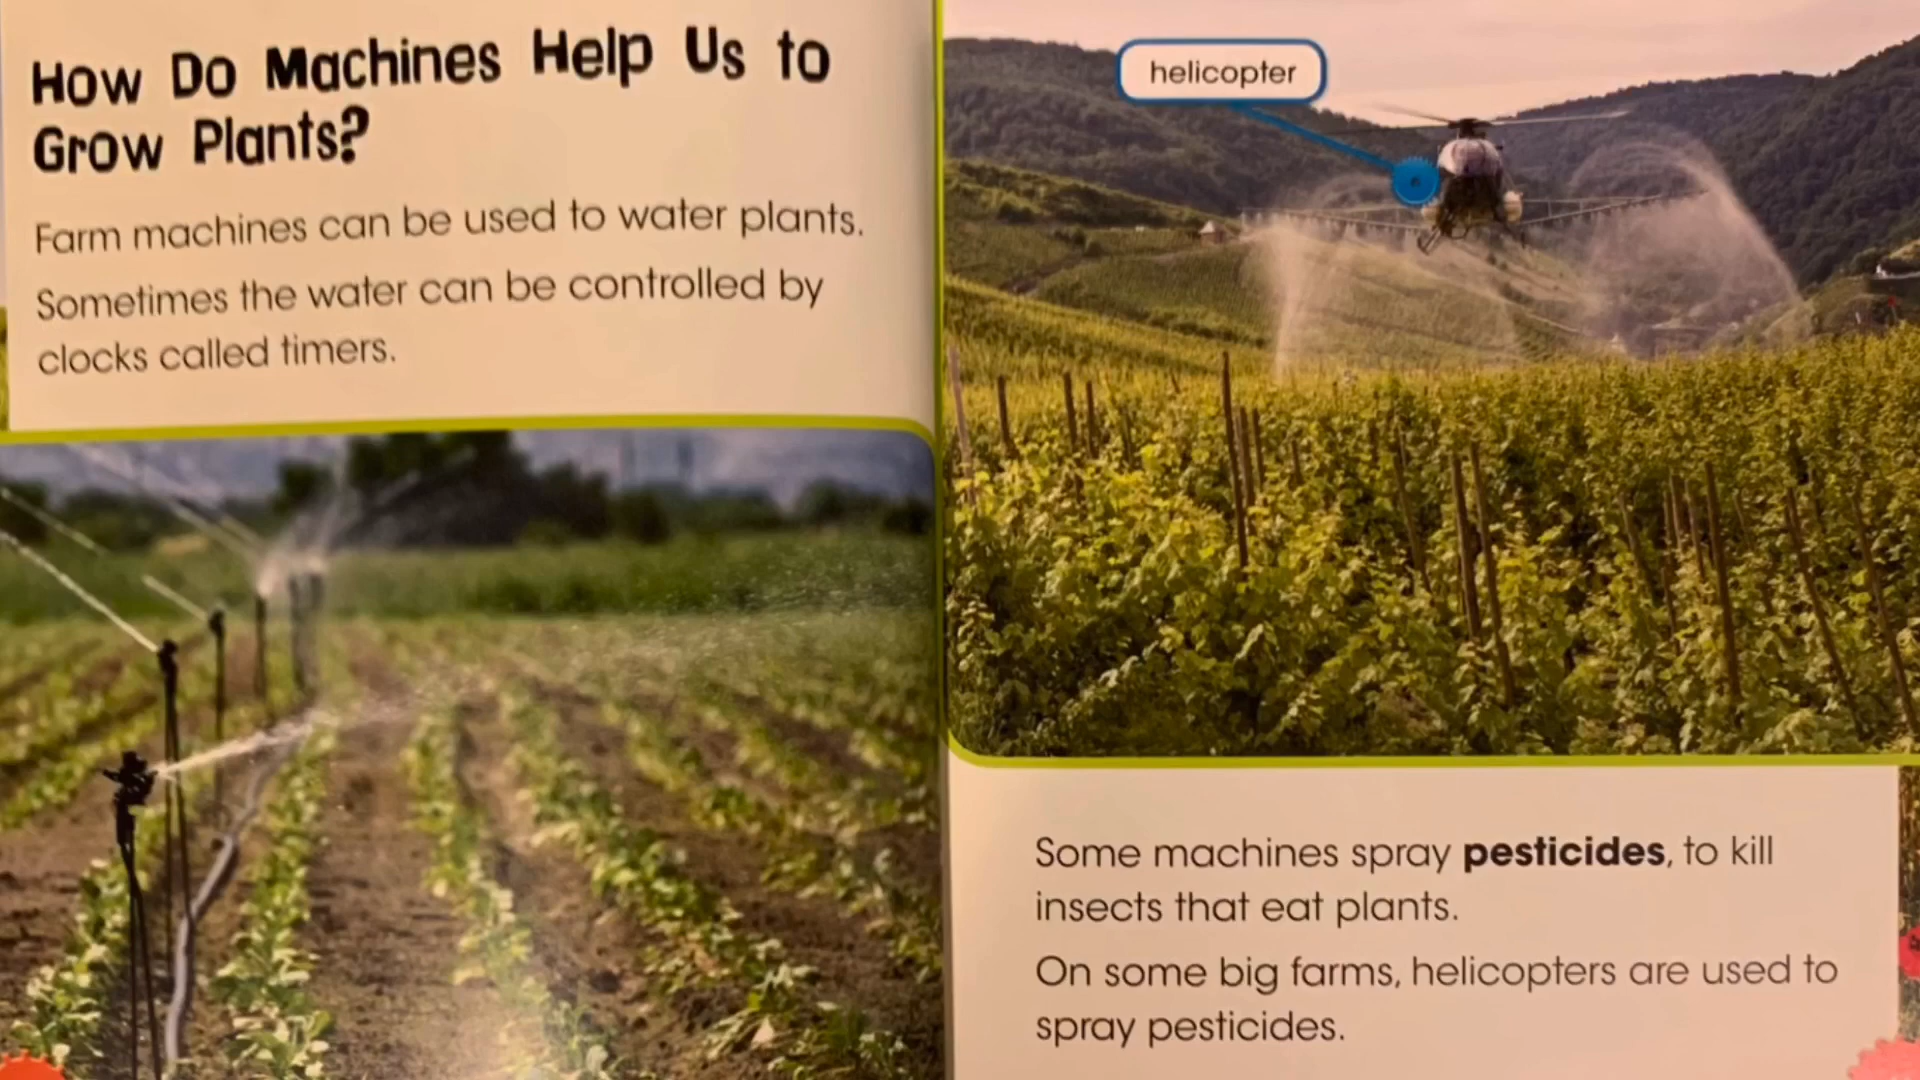 How Do Machines Help Us to
Grow Plants?
Farm machines can be used to water plants.
Sometimes the water can be controlled by
clocks called timers.
helicopter
Some machines spray pesticides, to kill
insects that eat plants.
On some big farms, helicopters are used to
spray pesticides.